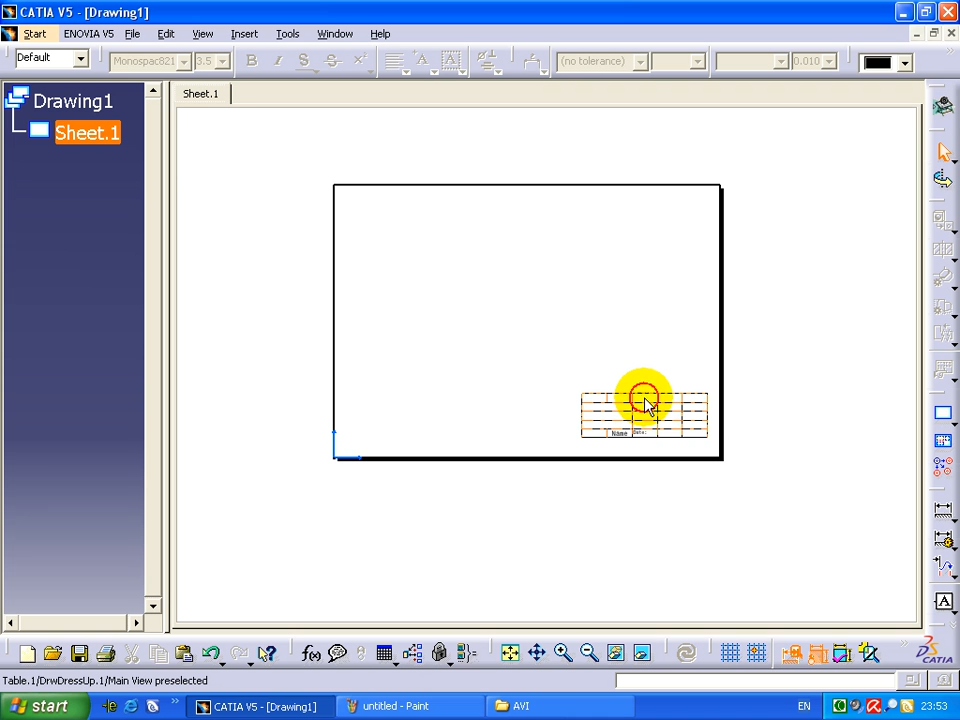 CATIA V5 - [Drawing1]
Start ENOVIA V5 File Edit View Insert Tools Window Help
Default Monospac821 3.5 B I S S (no tolerance) 0.010
Drawing1
Sheet.1
Sheet.1
Name Date:
A
f(x)
CATIA
Table.1/DrwDressUp.1/Main View preselected
start CATIA V5 - [Drawing1] untitled - Paint AVI EN 23:53